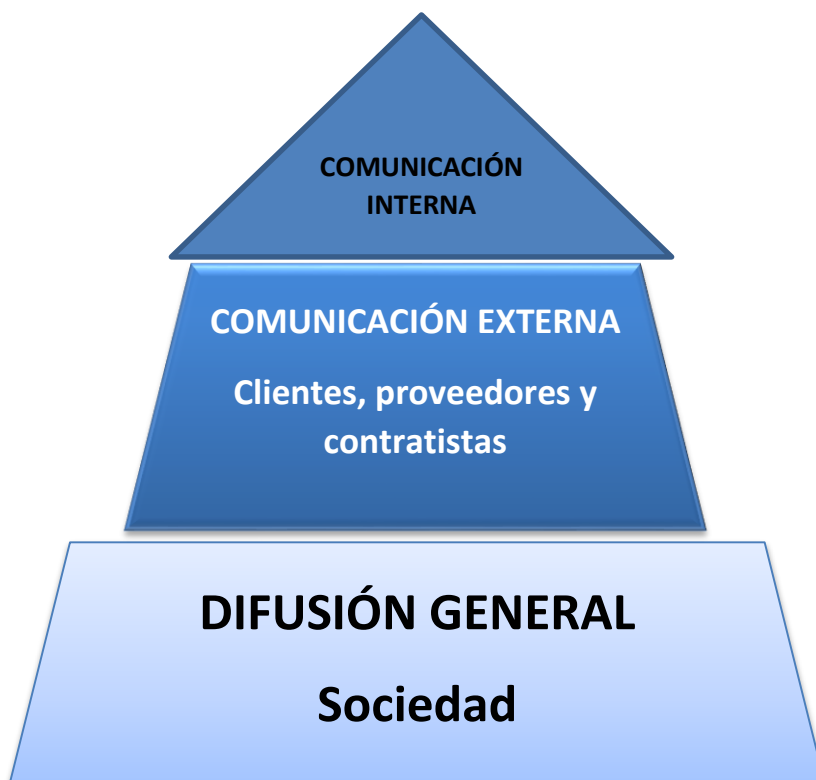 COMUNICACIÓN
INTERNA
COMUNICACIÓN EXTERNA
Clientes, proveedores y
contratistas
DIFUSIÓN GENERAL
Sociedad